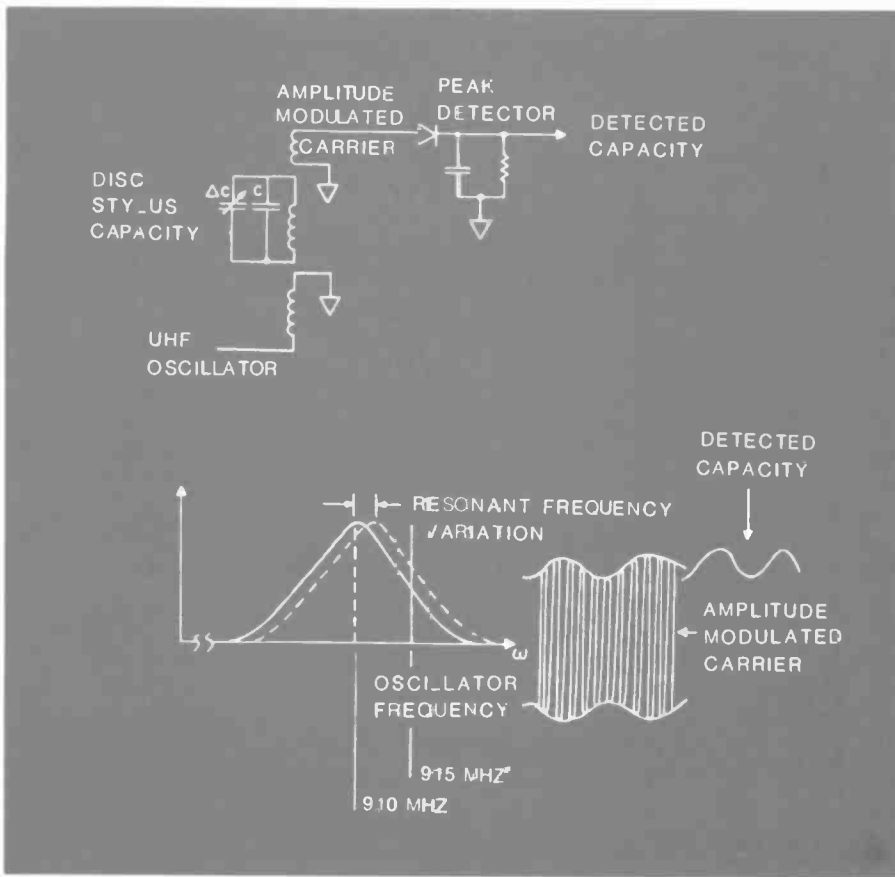 AMPLITUDE
MODULATED
CARRIER
PEAK
DETECTOR
DETECTED
CAPACITY
DISC
STY_US
CAPACITY
ΔC
C
UHF
OSCILLATOR
DETECTED
CAPACITY
RESONANT FREQUENCY
VARIATION
AMPLITUDE
MODULATED
CARRIER
ω
OSCILLATOR
FREQUENCY
915 MHZ*
910 MHZ